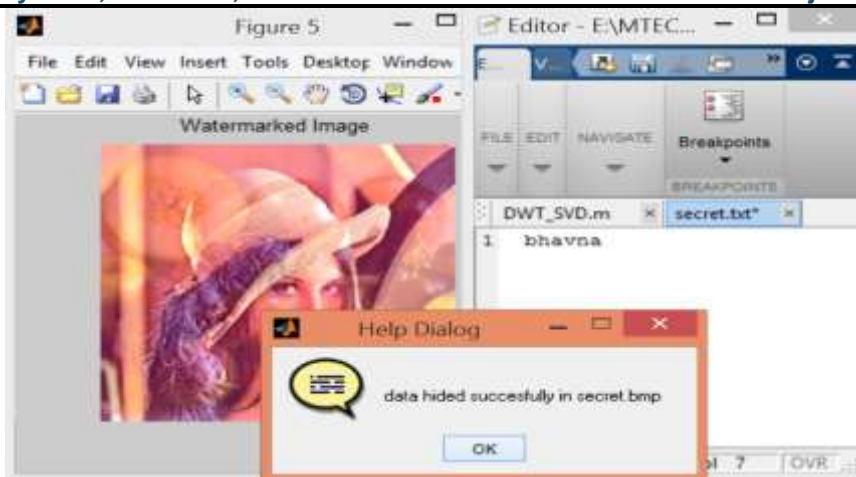 Figure 5
File Edit View Insert Tools Desktop Window
Watermarked Image
Editor - E:\MTEC...
E...
V...
FILE EDIT NAVIGATE Breakpoints
BREAKPOINTS
DWT_SVD.m secret.txt*
1 bhavna
Help Dialog
data hided succesfully in secret.bmp
OK
7 OVR